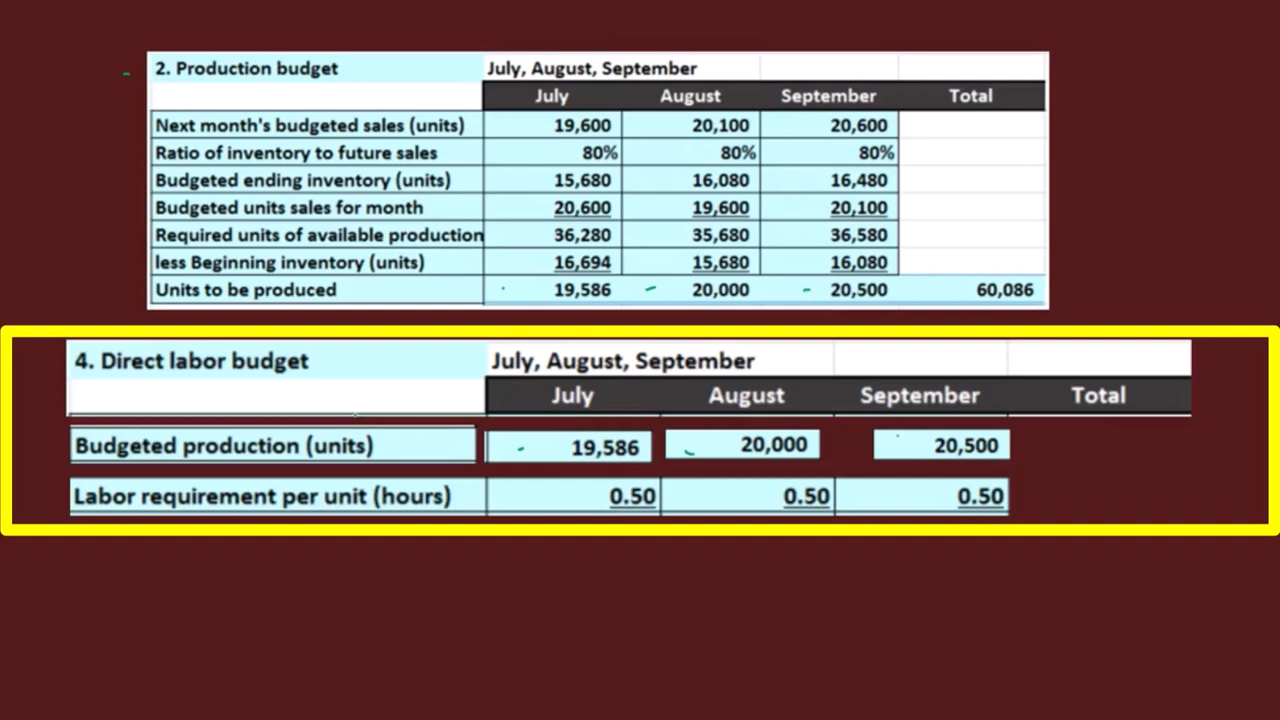 2. Production budget July, August, September
July August September Total
Next month's budgeted sales (units) 19,600 20,100 20,600
Ratio of inventory to future sales 80% 80% 80%
Budgeted ending inventory (units) 15,680 16,080 16,480
Budgeted units sales for month 20,600 19,600 20,100
Required units of available production 36,280 35,680 36,580
less Beginning inventory (units) 16,694 15,680 16,080
Units to be produced 19,586 20,000 20,500 60,086
4. Direct labor budget July, August, September
July August September Total
Budgeted production (units) 19,586 20,000 20,500
Labor requirement per unit (hours) 0.50 0.50 0.50